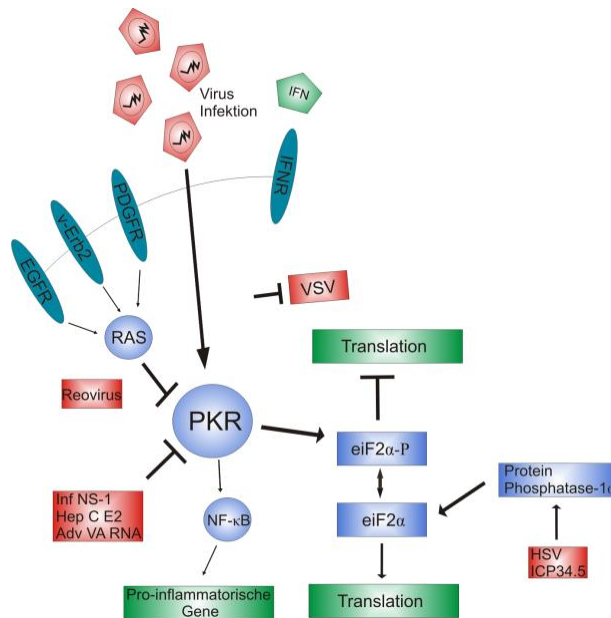 Virus
Infektion
IFN
IFNR
PDGFR
v-Erb2
EGFR
VSV
RAS
Translation
Reovirus
PKR
eiF2α-P
Protein
Phosphatase-1α
Inf NS-1
Hep C E2
Adv VA RNA
NF-κB
eiF2α
HSV
ICP34.5
Pro-inflammatorische
Gene
Translation